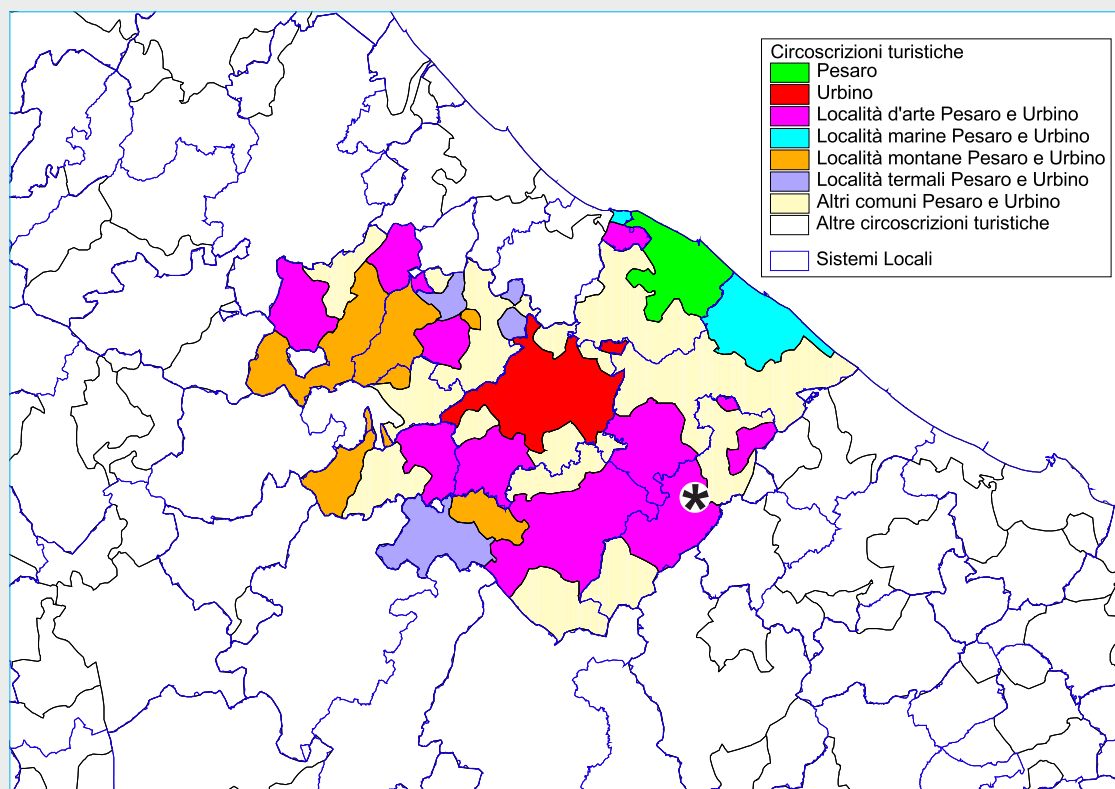 Circoscrizioni turistiche
Pesaro
Urbino
Località d'arte Pesaro e Urbino
Località marine Pesaro e Urbino
Località montane Pesaro e Urbino
Località termali Pesaro e Urbino
Altri comuni Pesaro e Urbino
Altre circoscrizioni turistiche
Sistemi Locali
*